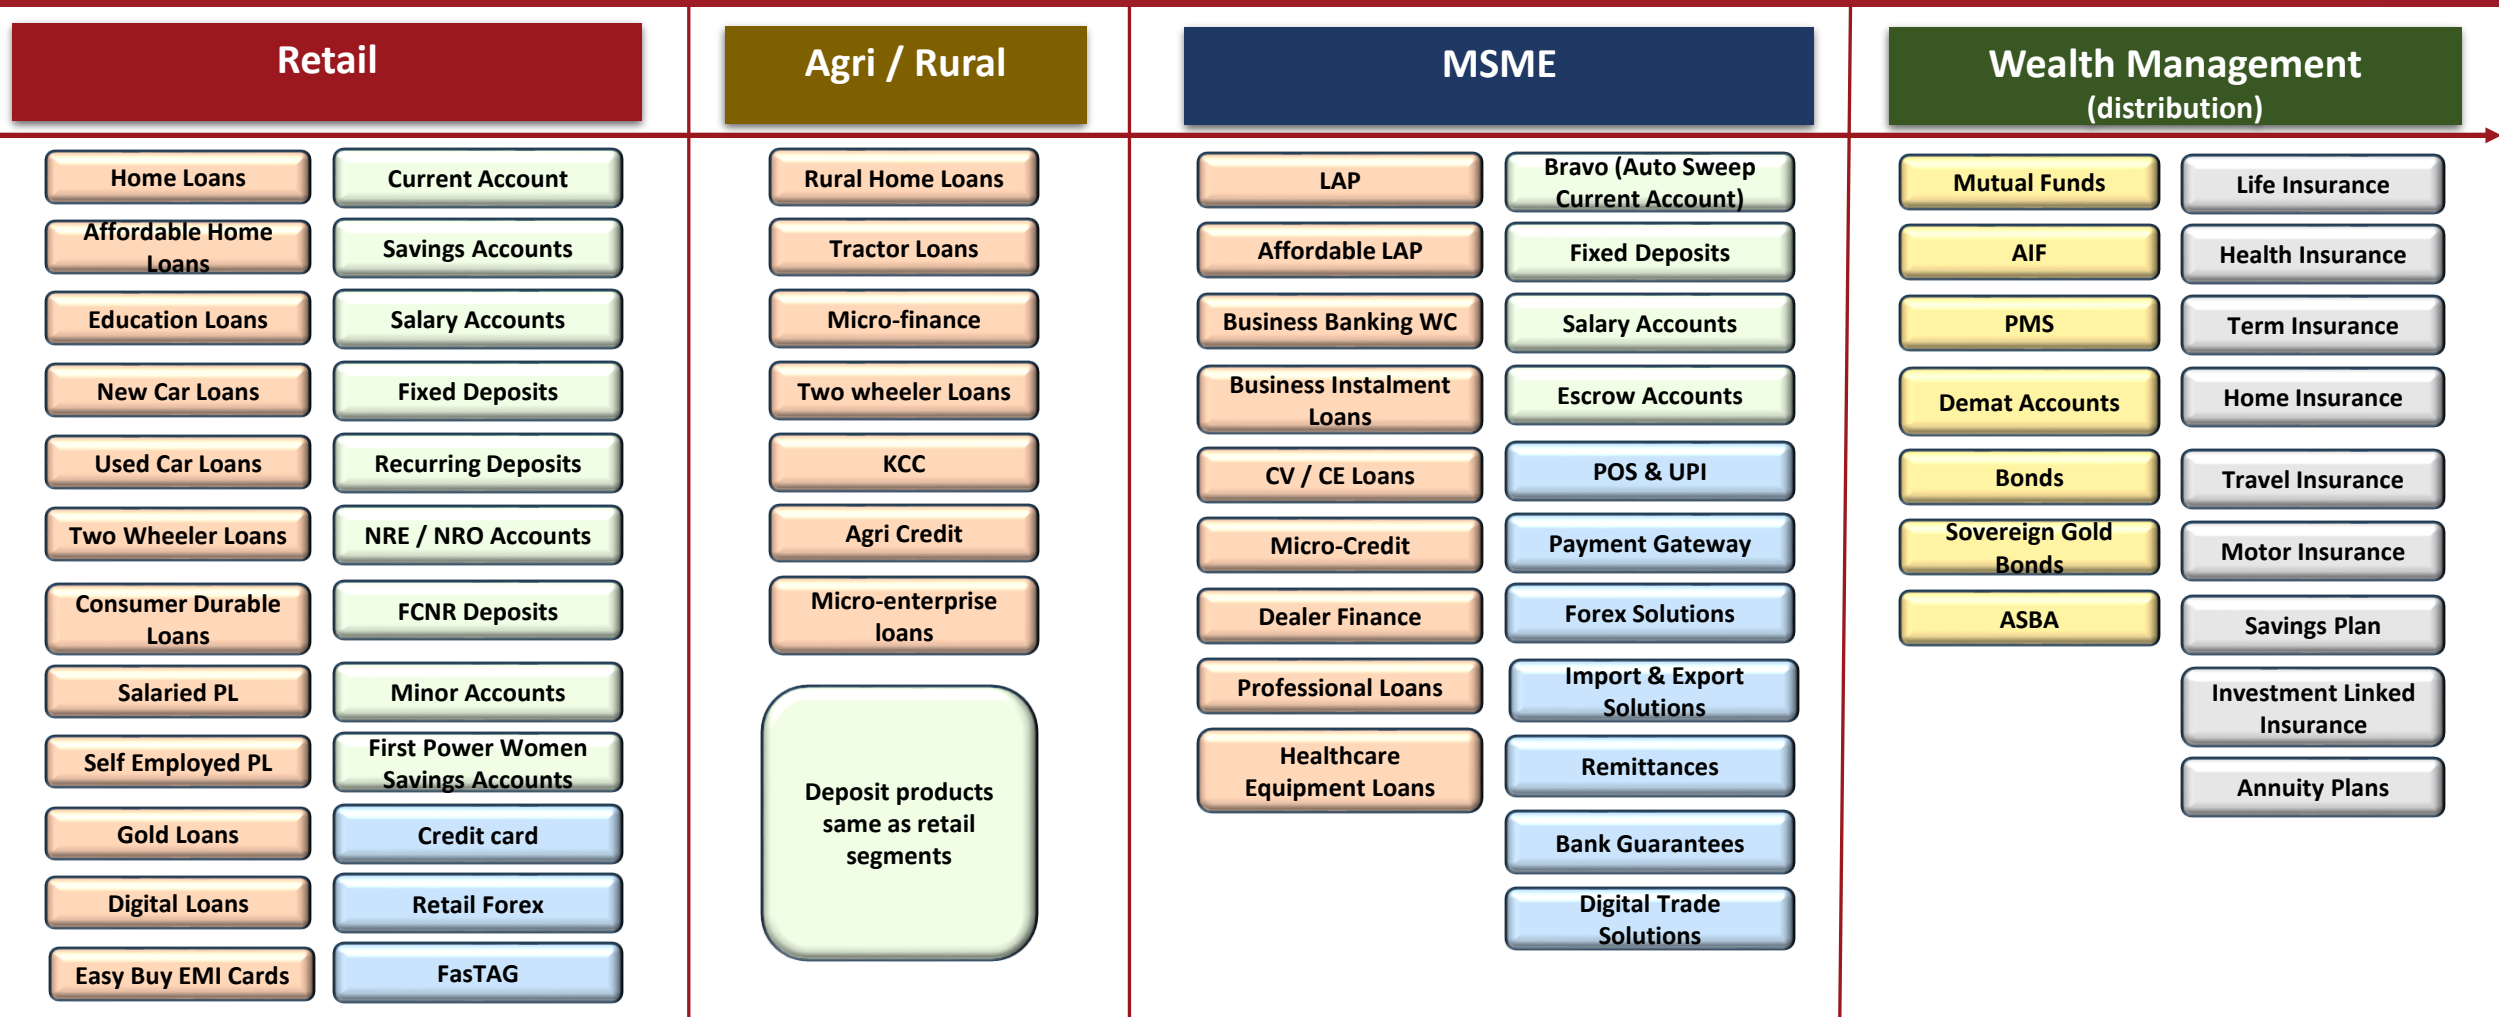 Retail
Home Loans
Affordable Home
Loans
Education Loans
New Car Loans
Used Car Loans
Two Wheeler Loans
Consumer Durable
Loans
Salaried PL
Self Employed PL
Gold Loans
Digital Loans
Easy Buy EMI Cards
Current Account
Savings Accounts
Salary Accounts
Fixed Deposits
Recurring Deposits
NRE / NRO Accounts
FCNR Deposits
Minor Accounts
First Power Women
Savings Accounts
Credit card
Retail Forex
FasTAG
Agri / Rural
Rural Home Loans
Tractor Loans
Micro-finance
Two wheeler Loans
KCC
Agri Credit
Micro-enterprise
loans
Deposit products
same as retail
segments
MSME
LAP
Affordable LAP
Business Banking WC
Business Instalment
Loans
CV / CE Loans
Micro-Credit
Dealer Finance
Professional Loans
Healthcare
Equipment Loans
Bravo (Auto Sweep
Current Account)
Fixed Deposits
Salary Accounts
Escrow Accounts
POS & UPI
Payment Gateway
Forex Solutions
Import & Export
Solutions
Remittances
Bank Guarantees
Digital Trade
Solutions
Wealth Management
(distribution)
Mutual Funds
AIF
PMS
Demat Accounts
Bonds
Sovereign Gold
Bonds
ASBA
Life Insurance
Health Insurance
Term Insurance
Home Insurance
Travel Insurance
Motor Insurance
Savings Plan
Investment Linked
Insurance
Annuity Plans